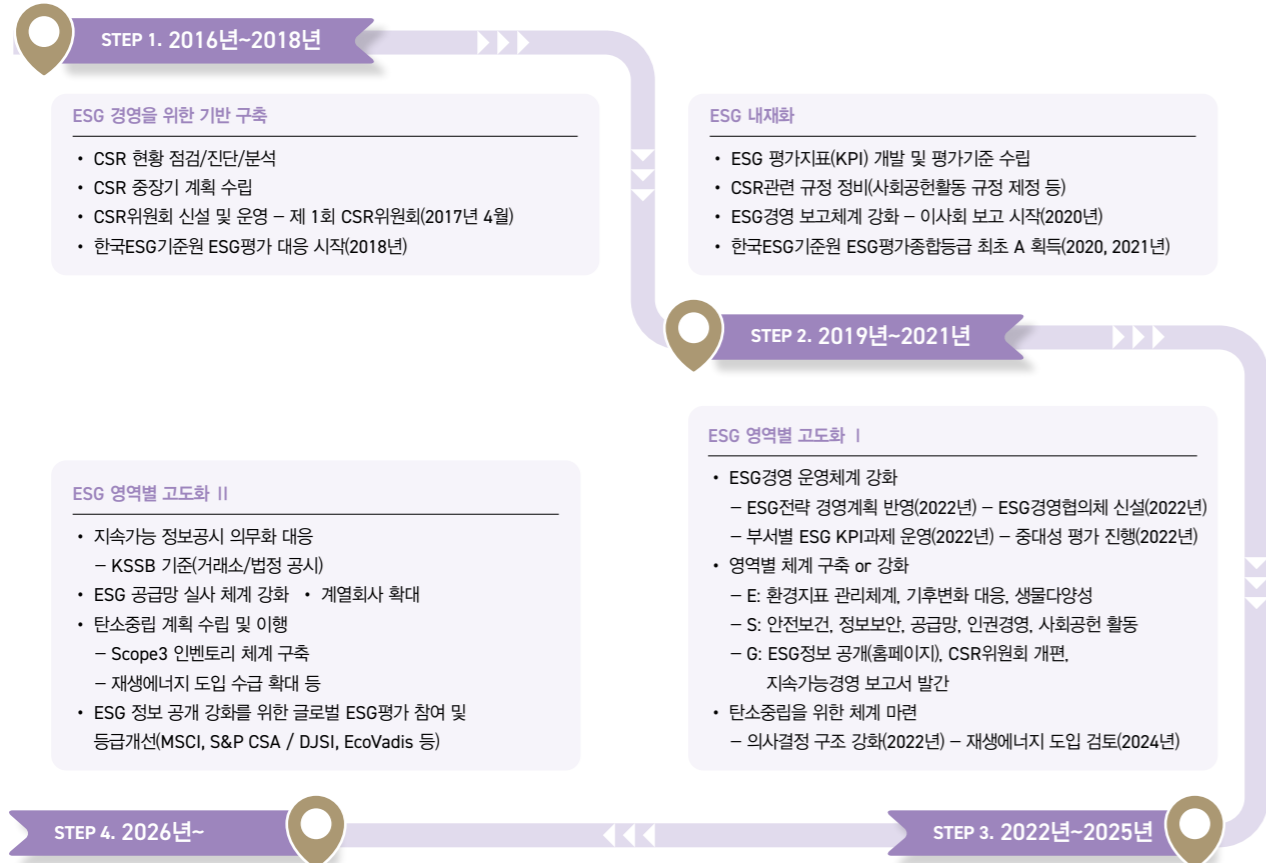 STEP 1. 2016년~2018년
ESG 경영을 위한 기반 구축
• CSR 현황 점검/진단/분석
• CSR 중장기 계획 수립
• CSR위원회 신설 및 운영 – 제 1회 CSR위원회(2017년 4월)
• 한국ESG기준원 ESG평가 대응 시작(2018년)
ESG 내재화
• ESG 평가지표(KPI) 개발 및 평가기준 수립
• CSR관련 규정 정비(사회공헌활동 규정 제정 등)
• ESG경영 보고체계 강화 – 이사회 보고 시작(2020년)
• 한국ESG기준원 ESG평가종합등급 최초 A 획득(2020, 2021년)
STEP 2. 2019년~2021년
ESG 영역별 고도화 Ⅰ
• ESG경영 운영체계 강화
– ESG전략 경영계획 반영(2022년) – ESG경영협의체 신설(2022년)
– 부서별 ESG KPI과제 운영(2022년) – 중대성 평가 진행(2022년)
• 영역별 체계 구축 or 강화
– E: 환경지표 관리체계, 기후변화 대응, 생물다양성
– S: 안전보건, 정보보안, 공급망, 인권경영, 사회공헌 활동
– G: ESG정보 공개(홈페이지), CSR위원회 개편,
지속가능경영 보고서 발간
• 탄소중립을 위한 체계 마련
– 의사결정 구조 강화(2022년) – 재생에너지 도입 검토(2024년)
STEP 3. 2022년~2025년
ESG 영역별 고도화 Ⅱ
• 지속가능 정보공시 의무화 대응
– KSSB 기준(거래소/법정 공시)
• ESG 공급망 실사 체계 강화 • 계열회사 확대
• 탄소중립 계획 수립 및 이행
– Scope3 인벤토리 체계 구축
– 재생에너지 도입 수급 확대 등
• ESG 정보 공개 강화를 위한 글로벌 ESG평가 참여 및
등급개선(MSCI, S&P CSA / DJSI, EcoVadis 등)
STEP 4. 2026년~